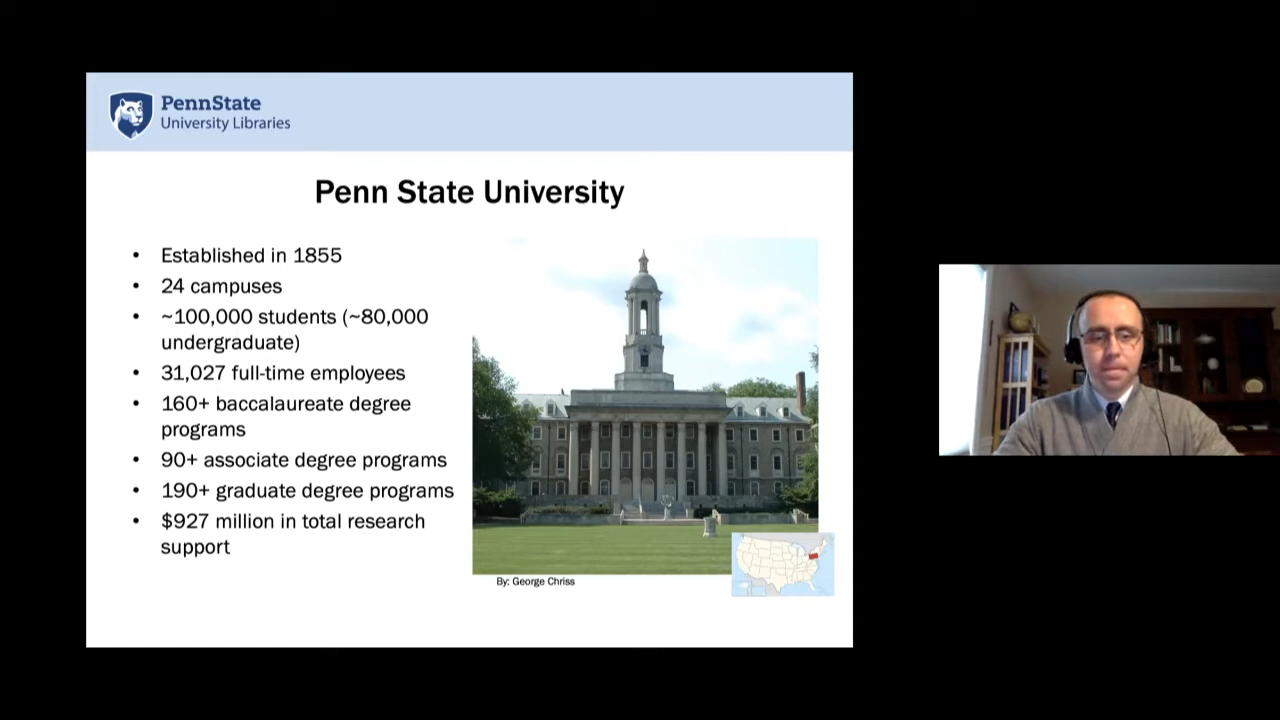 PennState
University Libraries
Penn State University
• Established in 1855
• 24 campuses
• ~100,000 students (~80,000
undergraduate)
• 31,027 full-time employees
• 160+ baccalaureate degree
programs
• 90+ associate degree programs
• 190+ graduate degree programs
• $927 million in total research
support
By: George Chriss